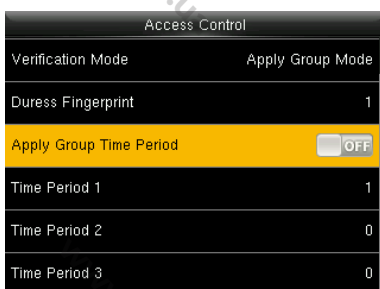 Access Control
Verification Mode Apply Group Mode
Duress Fingerprint 1
Apply Group Time Period OFF
Time Period 1 1
Time Period 2 0
Time Period 3 0